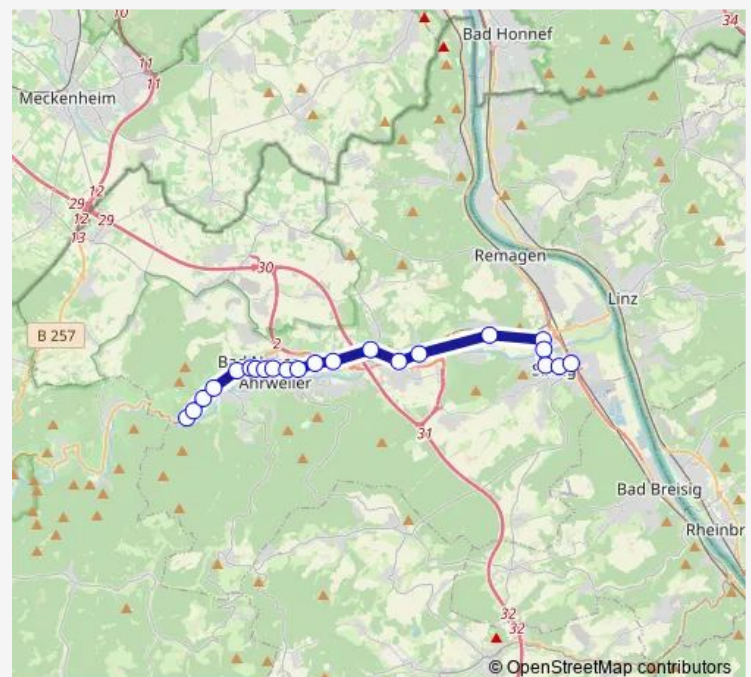 10
34
Bad Honnef
11
11
Meckenheim
12
29
29
12
13
Remagen
30
Linz
B 257
2
Ahrweiler
31
Bad Breisig
32
32
© OpenStreetMap contributors